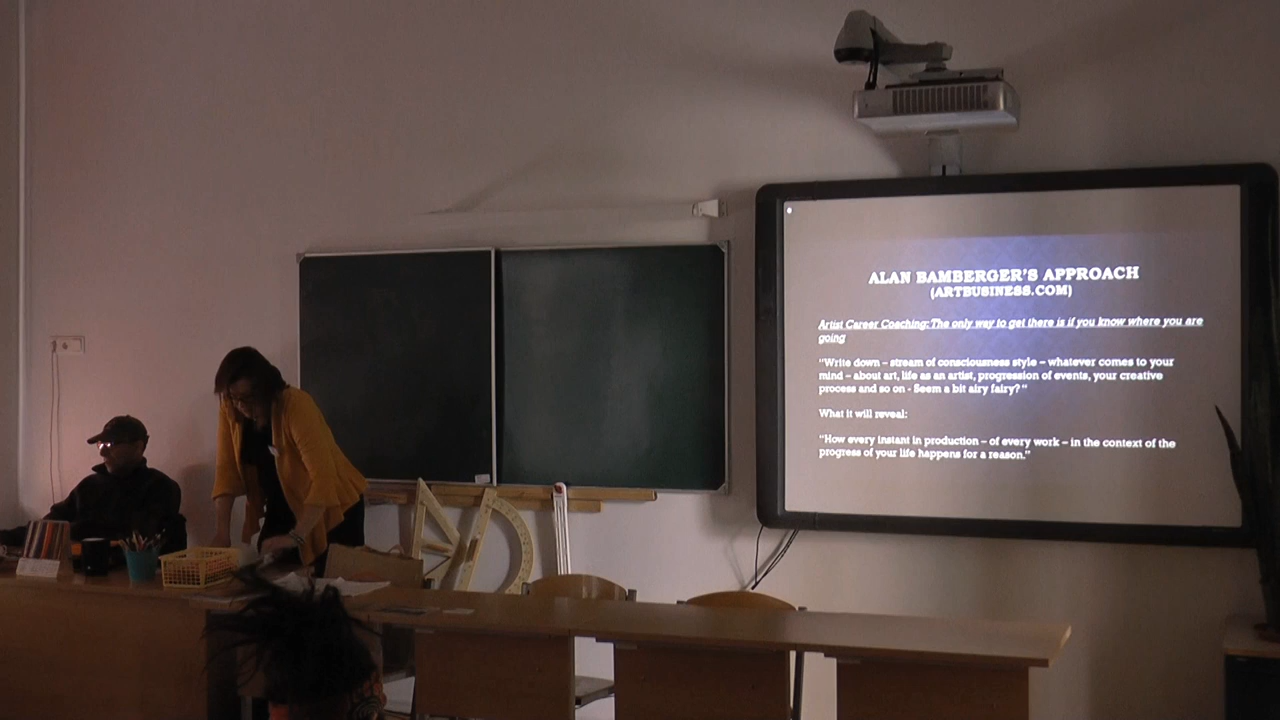 ALAN BAMBERGER'S APPROACH
(ARTBUSINESS.COM)
Artist Career Coaching: The only way to get there is if you know where you are
going
"Write down – stream of consciousness style – whatever comes to your
mind – about art, life as an artist, progression of events, your creative
process and so on - Seem a bit airy fairy? "
What it will reveal:
"How every instant in production – of every work – in the context of the
progress of your life happens for a reason."